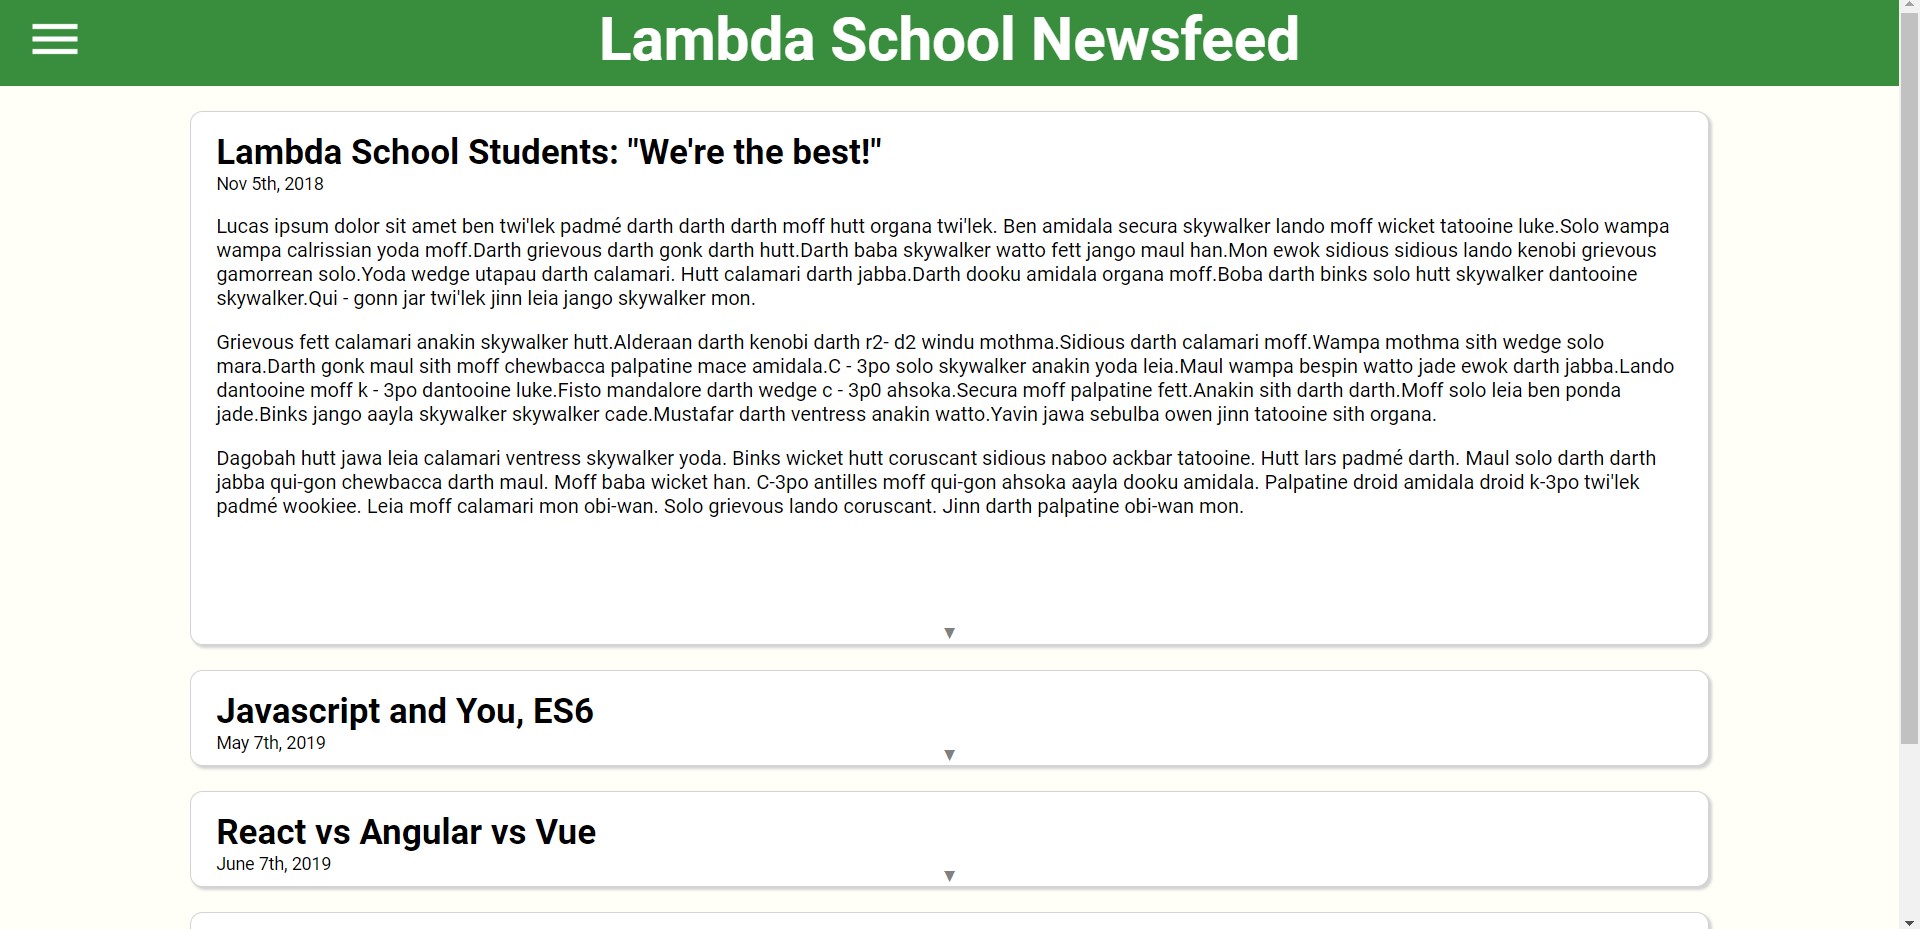 Lambda School Newsfeed
Lambda School Students: "We're the best!"
Nov 5th, 2018
Lucas ipsum dolor sit amet ben twi'lek padmé darth darth darth moff hutt organa twi'lek. Ben amidala secura skywalker lando moff wicket tatooine luke.Solo wampa
wampa calrissian yoda moff.Darth grievous darth gonk darth hutt.Darth baba skywalker watto fett jango maul han.Mon ewok sidious sidious lando kenobi grievous
gamorrean solo.Yoda wedge utapau darth calamari. Hutt calamari darth jabba.Darth dooku amidala organa moff.Boba darth binks solo hutt skywalker dantooine
skywalker.Qui - gonn jar twi'lek jinn leia jango skywalker mon.
Grievous fett calamari anakin skywalker hutt.Alderaan darth kenobi darth r2- d2 windu mothma.Sidious darth calamari moff.Wampa mothma sith wedge solo
mara.Darth gonk maul sith moff chewbacca palpatine mace amidala.C - 3po solo skywalker anakin yoda leia.Maul wampa bespin watto jade ewok darth jabba.Lando
dantooine moff k - 3po dantooine luke.Fisto mandalore darth wedge c - 3p0 ahsoka.Secura moff palpatine fett.Anakin sith darth darth.Moff solo leia ben ponda
jade.Binks jango aayla skywalker skywalker cade.Mustafar darth ventress anakin watto.Yavin jawa sebulba owen jinn tatooine sith organa.
Dagobah hutt jawa leia calamari ventress skywalker yoda. Binks wicket hutt coruscant sidious naboo ackbar tatooine. Hutt lars padmé darth. Maul solo darth darth
jabba qui-gon chewbacca darth maul. Moff baba wicket han. C-3po antilles moff qui-gon ahsoka aayla dooku amidala. Palpatine droid amidala droid k-3po twi'lek
padmé wookiee. Leia moff calamari mon obi-wan. Solo grievous lando coruscant. Jinn darth palpatine obi-wan mon.
Javascript and You, ES6
May 7th, 2019
React vs Angular vs Vue
June 7th, 2019